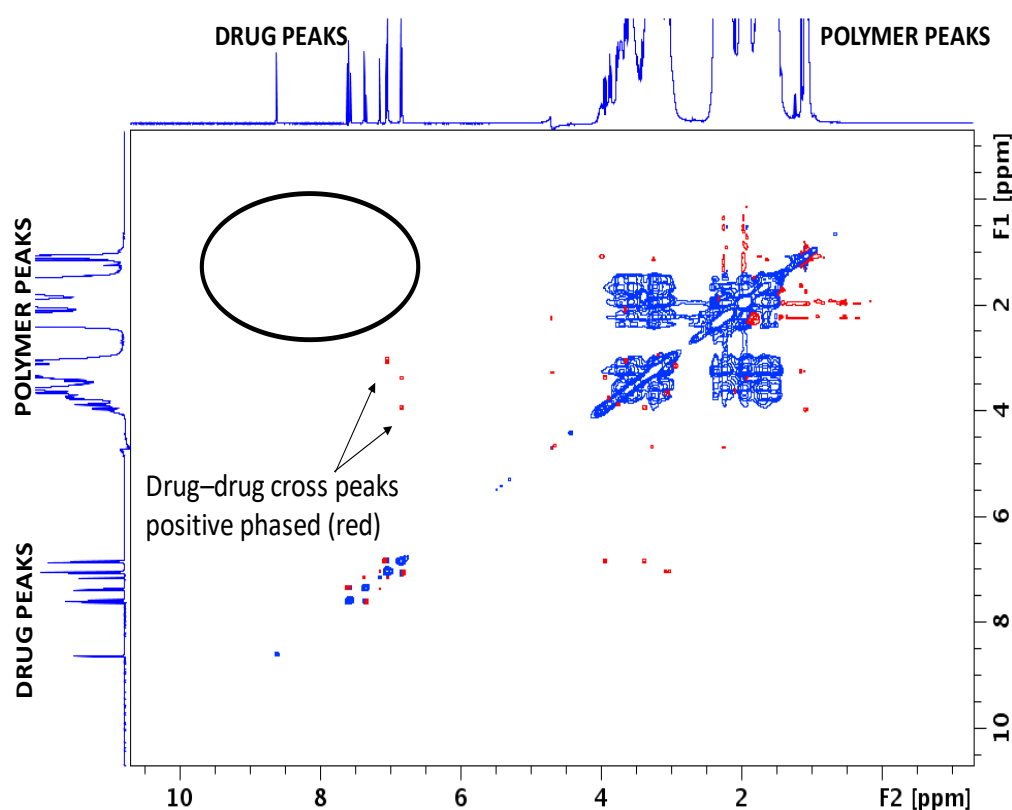 DRUG PEAKS
POLYMER PEAKS
POLYMER PEAKS
DRUG PEAKS
Drug–drug cross peaks
positive phased (red)
F1 [ppm]
2
4
6
8
10
10
8
6
4
2
F2 [ppm]